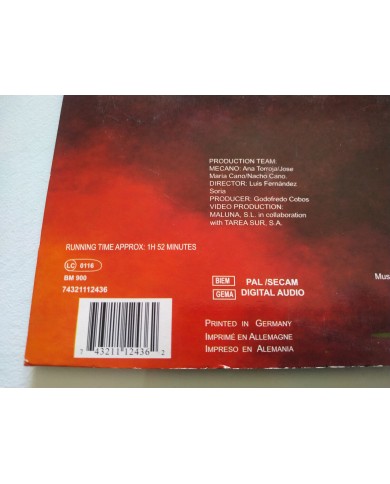 PRODUCTION TEAM:
MECANO: Ana Torroja/Jose
María Cano/Nacho Cano.
DIRECTOR: Luis Fernández
Soria
PRODUCER: Godofredo Cobos
VIDEO PRODUCTION:
MALUNA, S.L. in collaboration
with TAREA SUR, S.A.
RUNNING TIME APPROX: 1H 52 MINUTES
LC 0116
BM 900
74321112436
BIEM
GEMA
PAL /SECAM
DIGITAL AUDIO
Mus
PRINTED IN GERMANY
IMPRIMÉ EN ALLEMAGNE
IMPRESO EN ALEMANIA
7 43211 12436 2